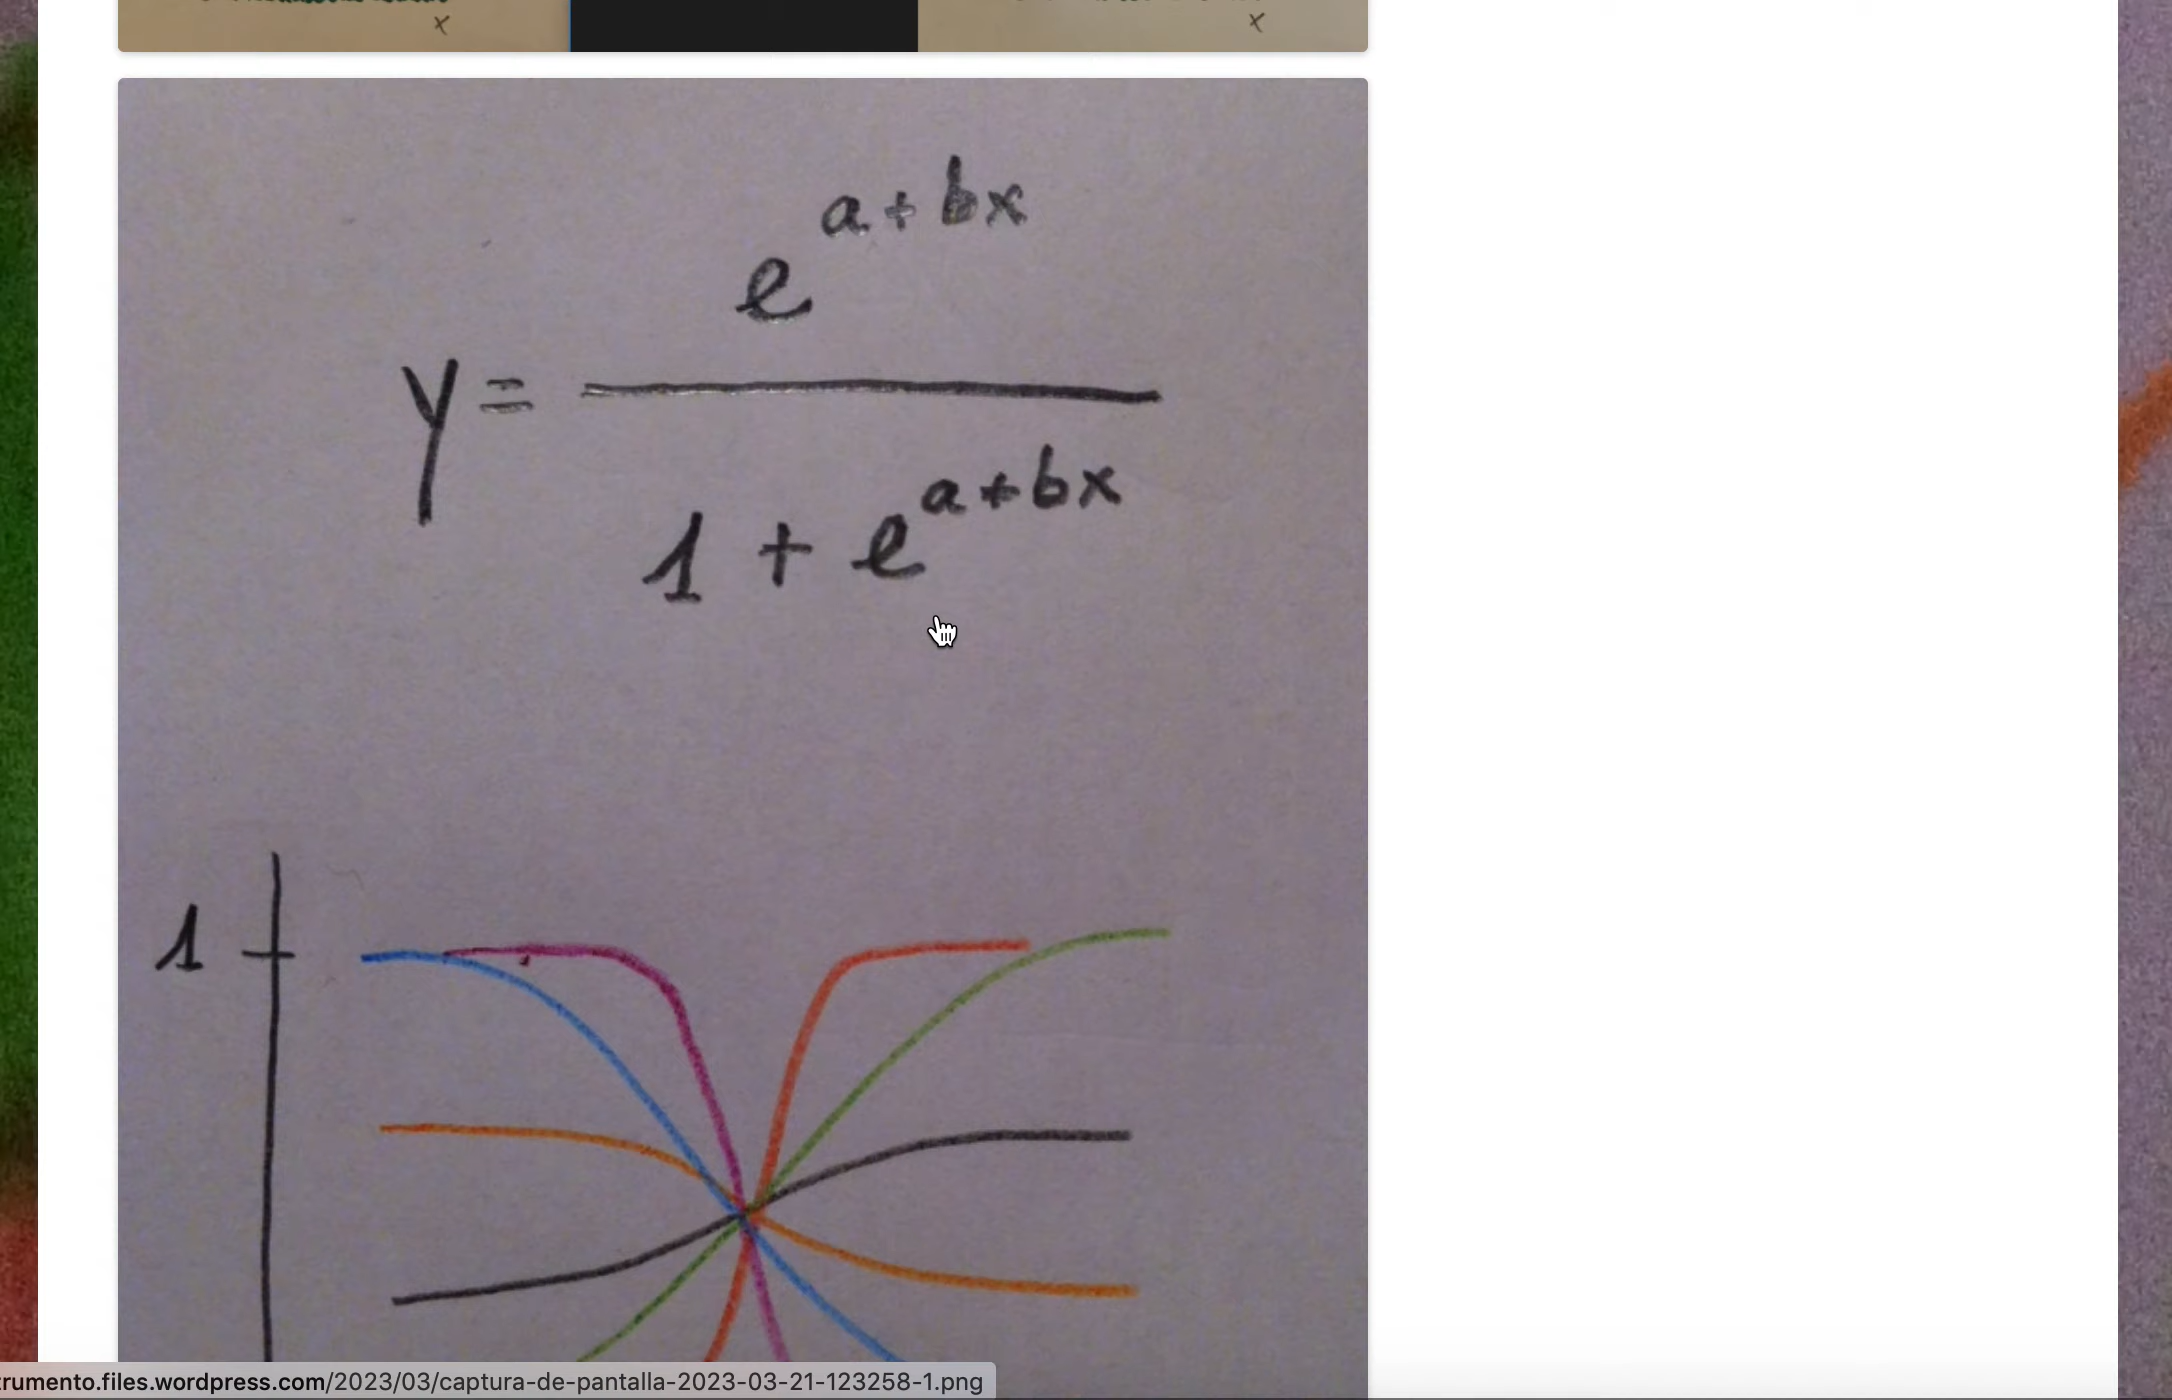 x x
e^{a+bx}
y = ―
1 + e^{a+bx}
1
rumento.files.wordpress.com/2023/03/captura-de-pantalla-2023-03-21-123258-1.png